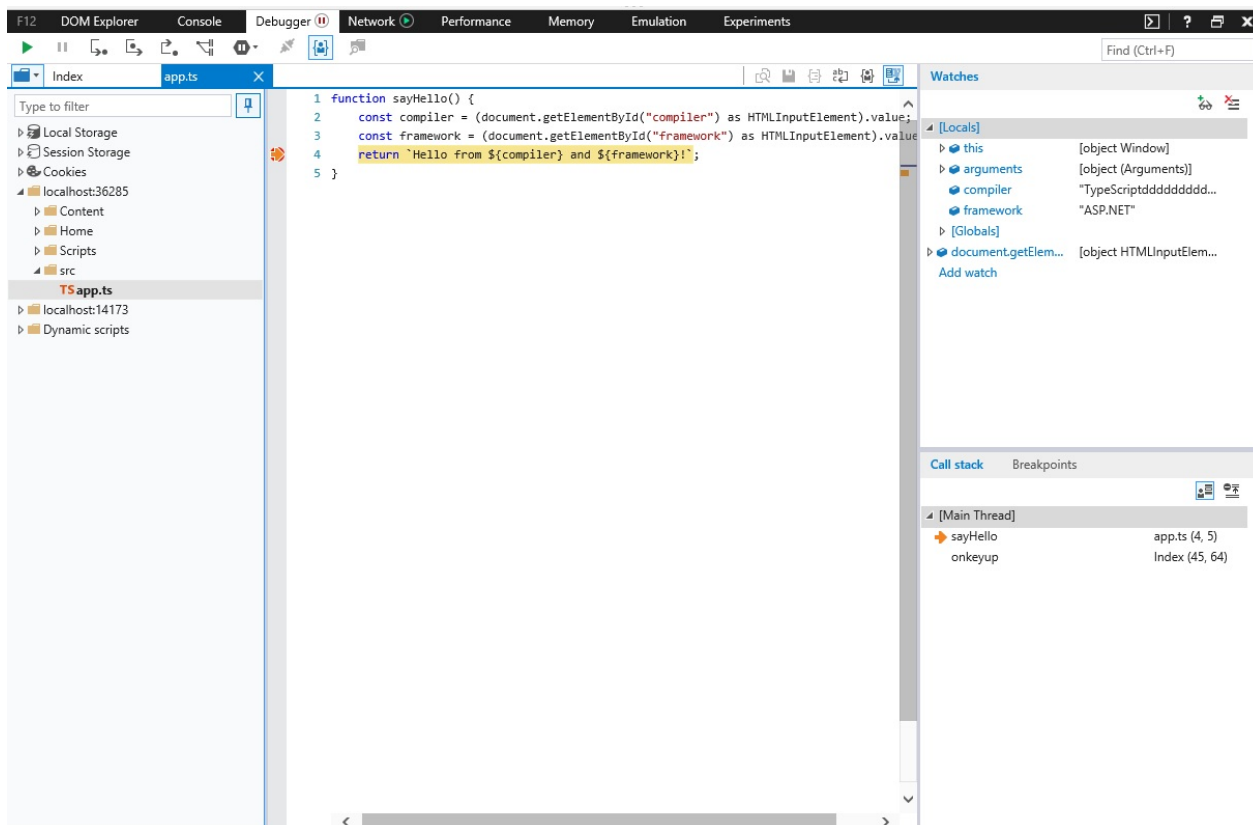 F12 DOM Explorer Console Debugger Network Performance Memory Emulation Experiments ?
Find (Ctrl+F)
Index app.ts
Type to filter
Local Storage
Session Storage
Cookies
localhost:36285
Content
Home
Scripts
src
TS app.ts
localhost:14173
Dynamic scripts
1 function sayHello() {
2 const compiler = (document.getElementById("compiler") as HTMLInputElement).value;
3 const framework = (document.getElementById("framework") as HTMLInputElement).value
4 return `Hello from ${compiler} and ${framework}!`;
5 }
Watches
[Locals]
this [object Window]
arguments [object (Arguments)]
compiler "TypeScriptdddddddddd...
framework "ASP.NET"
[Globals]
document.getElem... [object HTMLInputElem...
Add watch
Call stack Breakpoints
[Main Thread]
sayHello app.ts (4, 5)
onkeyup Index (45, 64)